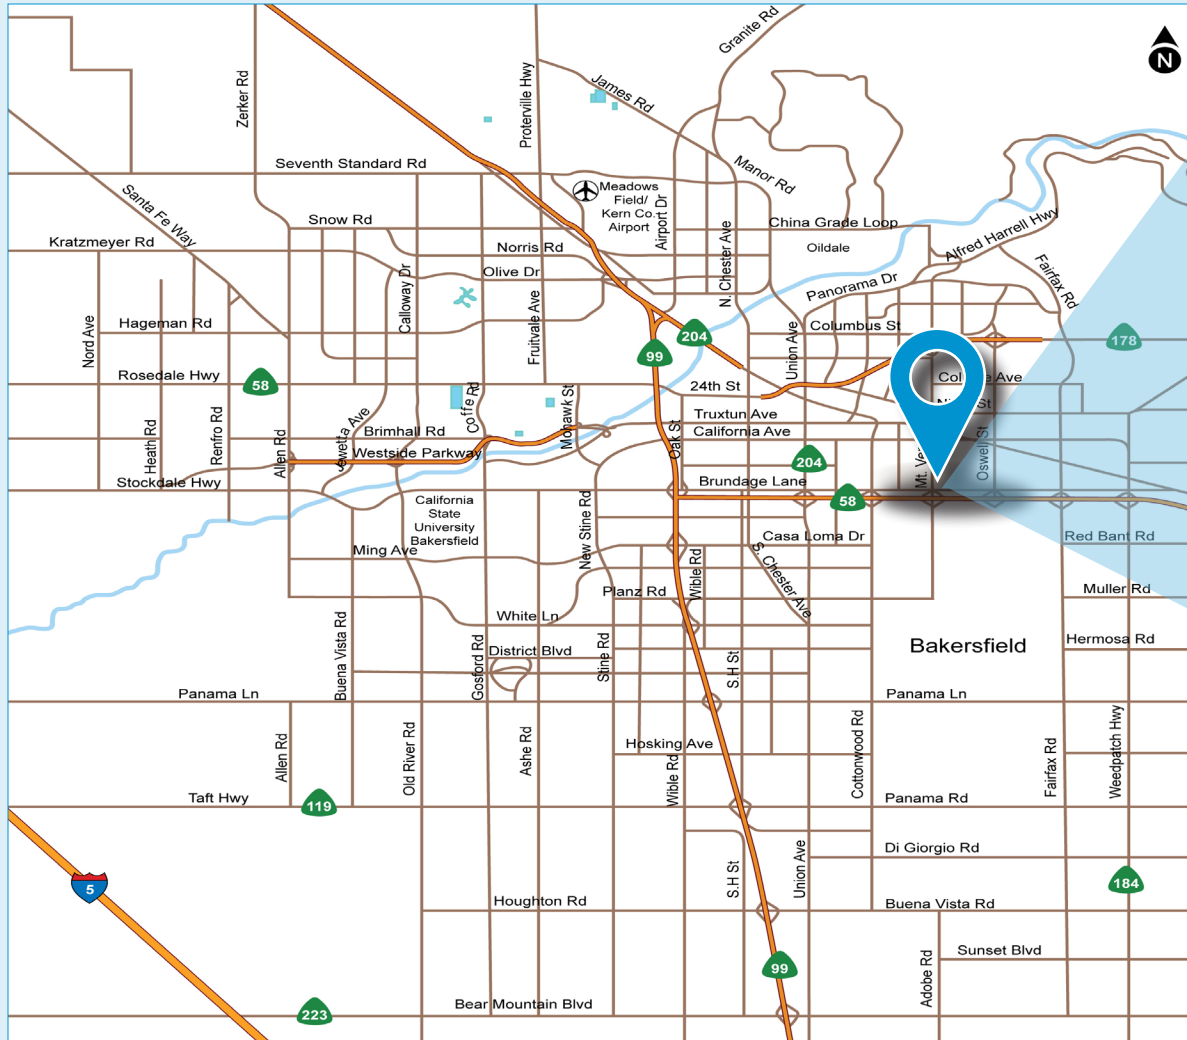 Granite Rd
N
Zerker Rd
Proterville Hwy
James Rd
Seventh Standard Rd
Manor Rd
Santa Fe Way
Meadows
Field/
Kern Co.
Airport
Airport Dr
Snow Rd
China Grade Loop
Alfred Harrell Hwy
Kratzmeyer Rd
Norris Rd
Oildale
N. Chester Ave
Olive Dr
Fairfax Rd
Panorama Dr
Calloway Dr
Nord Ave
Hageman Rd
Fruitvale Ave
204
Union Ave
Columbus St
178
99
Rosedale Hwy
58
24th St
Coffe Rd
Mohawk St
Truxtun Ave
California Ave
Heath Rd
Renfro Rd
Allen Rd
Jewetta Ave
Brimhall Rd
Westside Parkway
Oak St
204
Oswell St
Stockdale Hwy
Brundage Lane
58
California
State
University
Bakersfield
New Stine Rd
Casa Loma Dr
Red Bant Rd
Ming Ave
S. Chester Ave
Wible Rd
Planz Rd
Muller Rd
White Ln
Buena Vista Rd
Gosford Rd
District Blvd
Stine Rd
S.H St
Bakersfield
Hermosa Rd
Panama Ln
Panama Ln
Allen Rd
Old River Rd
Ashe Rd
Hosking Ave
Wible Rd
Cottonwood Rd
Fairfax Rd
Weedpatch Hwy
Taft Hwy
119
Panama Rd
Di Giorgio Rd
5
S.H St
Union Ave
184
Houghton Rd
Buena Vista Rd
Sunset Blvd
99
Adobe Rd
Bear Mountain Blvd
223